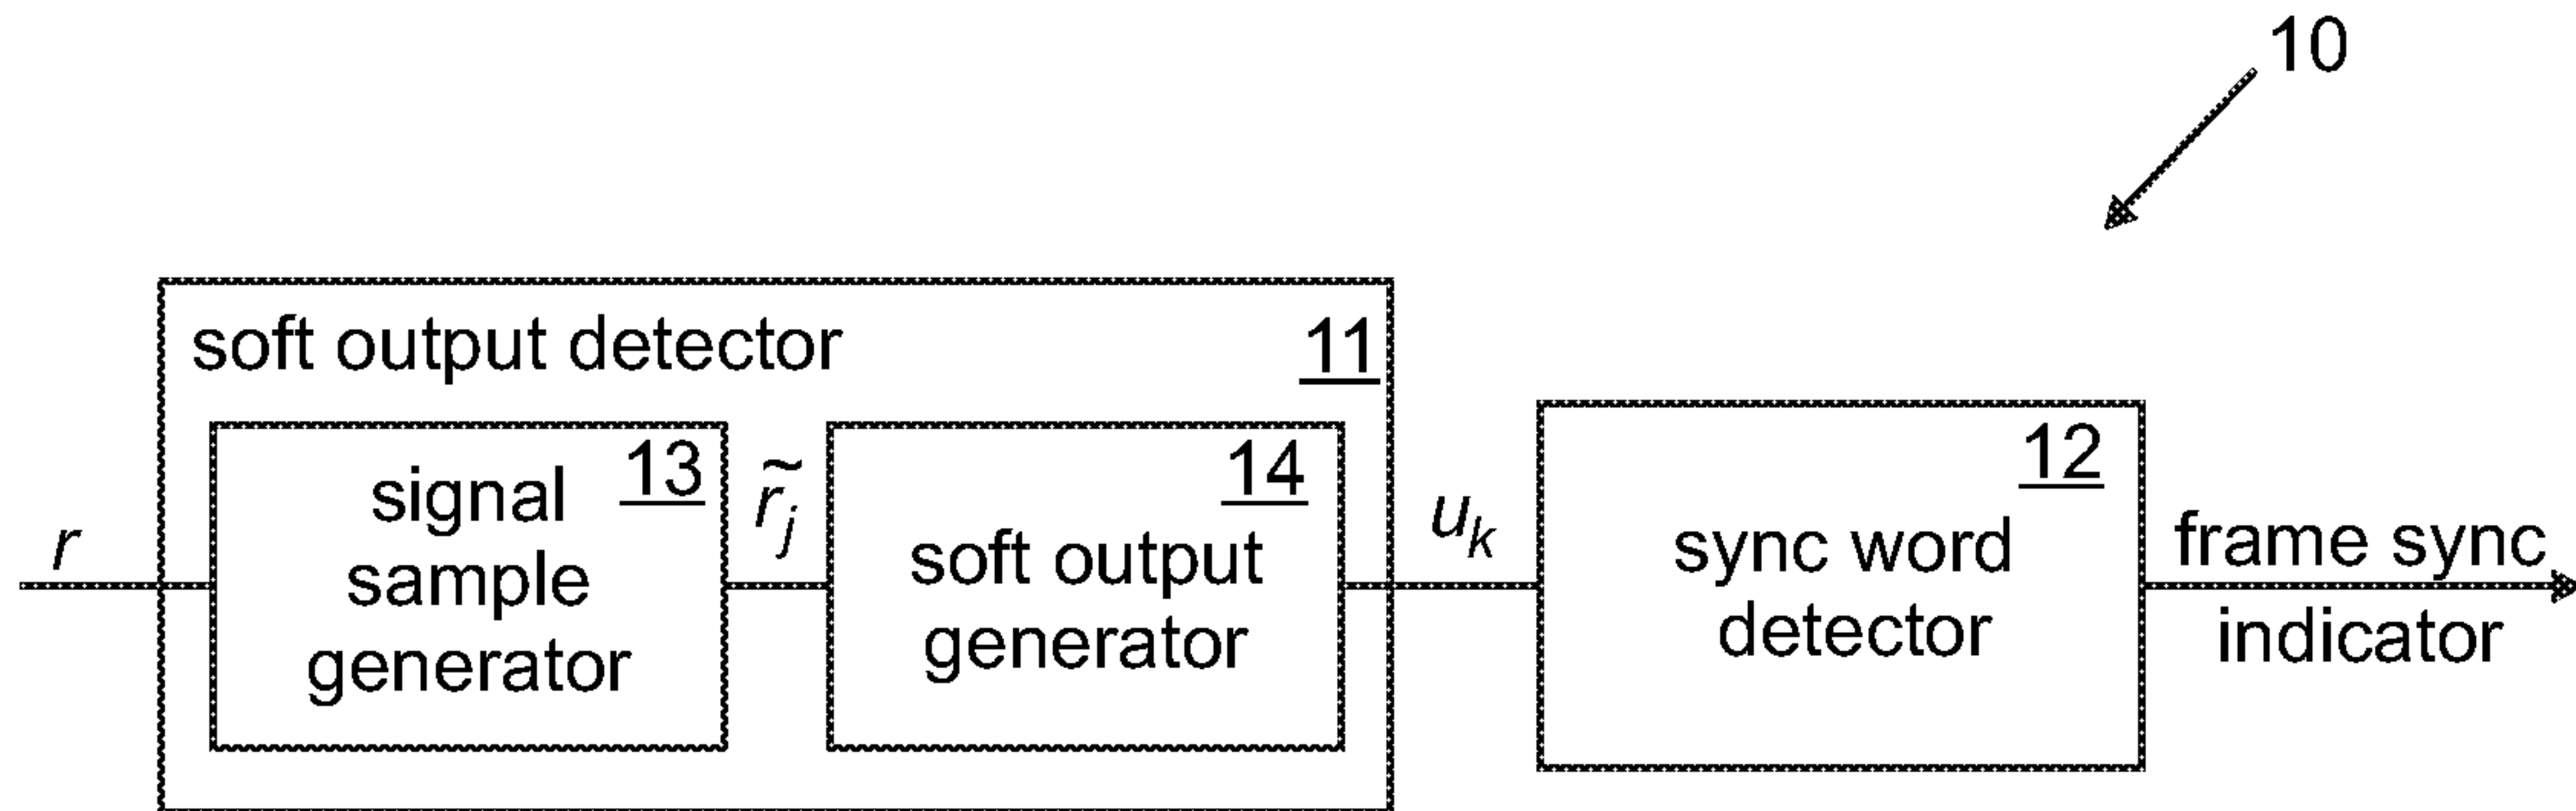 10
soft output detector
11
signal
sample
generator
13
soft output
generator
14
sync word
detector
12
r
r̃j
uk
frame sync
indicator